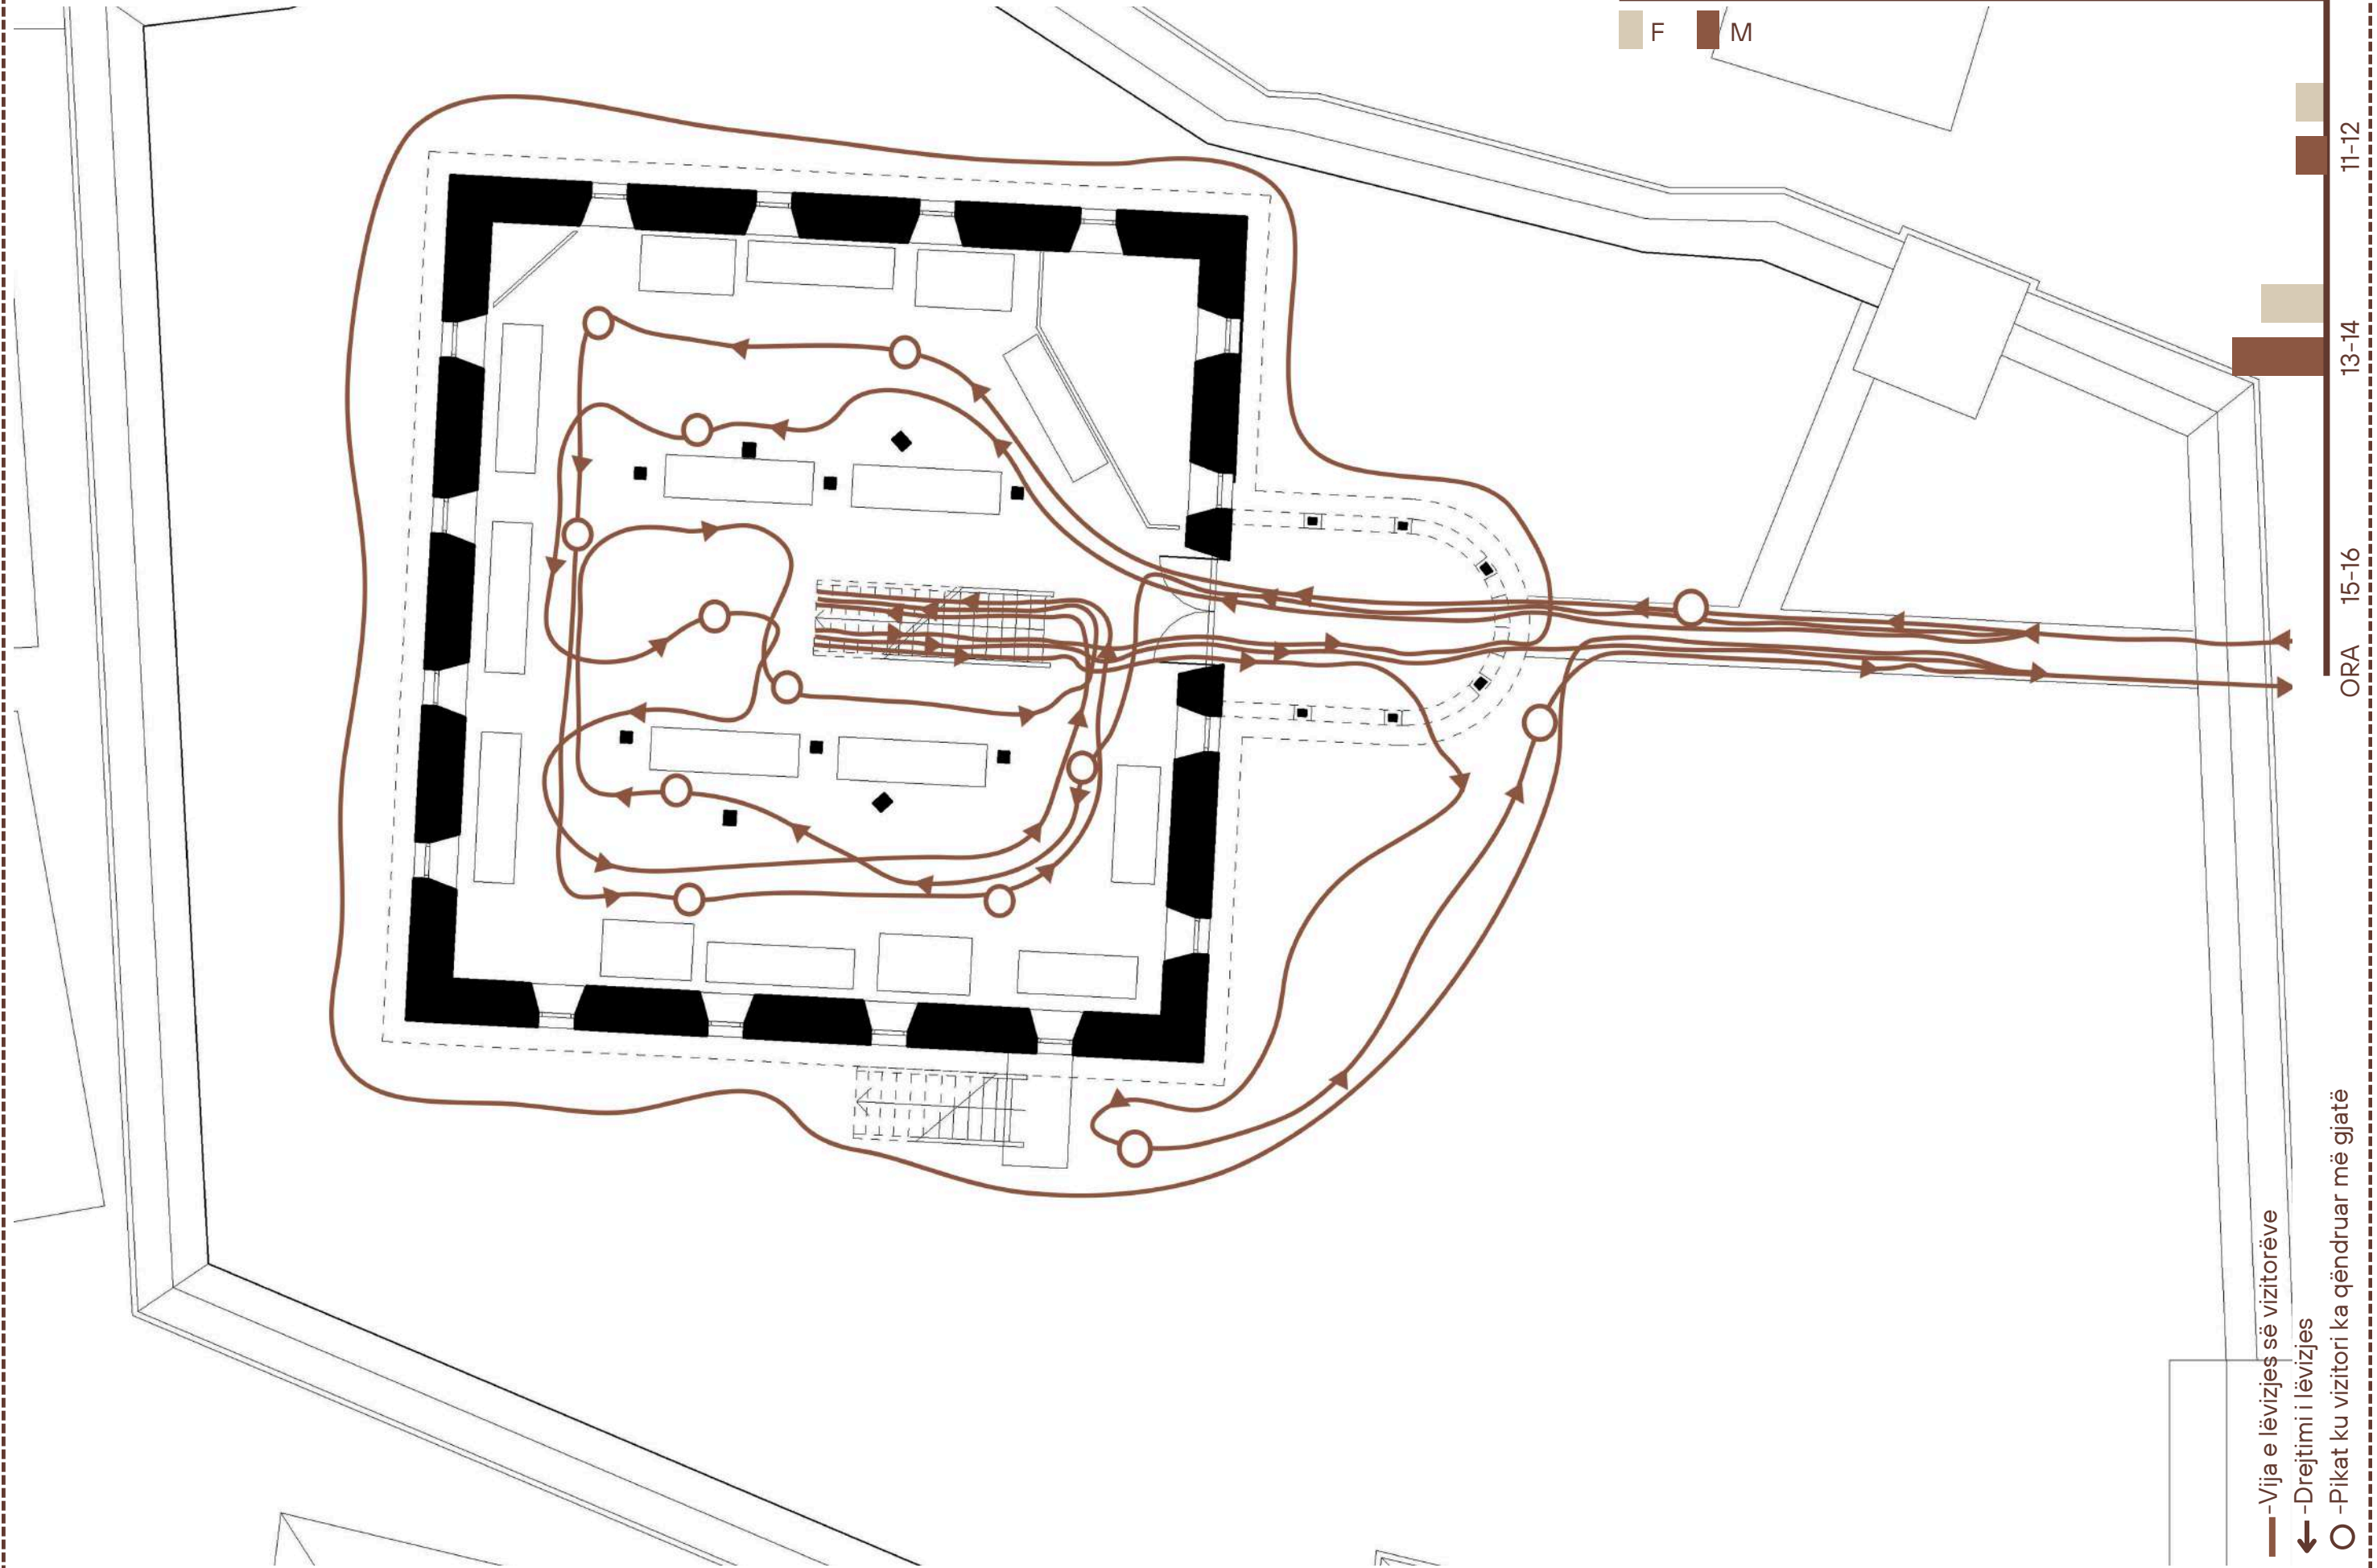 F
M
11-12
13-14
ORA 15-16
-Vija e lëvizjes së vizitorëve
-Drejtimi i lëvizjes
-Pikat ku vizitori ka qëndruar më gjatë